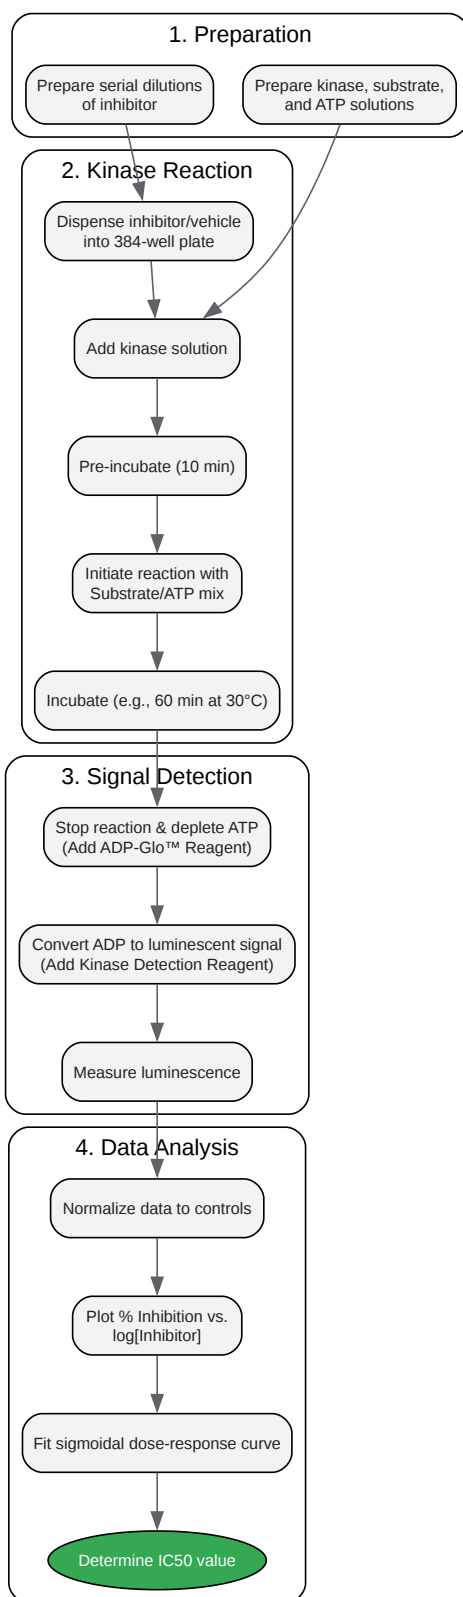 1. Preparation
Prepare serial dilutions
of inhibitor
Prepare kinase, substrate,
and ATP solutions
2. Kinase Reaction
Dispense inhibitor/vehicle
into 384-well plate
Add kinase solution
Pre-incubate (10 min)
Initiate reaction with
Substrate/ATP mix
Incubate (e.g., 60 min at 30°C)
3. Signal Detection
Stop reaction & deplete ATP
(Add ADP-Glo™ Reagent)
Convert ADP to luminescent signal
(Add Kinase Detection Reagent)
Measure luminescence
4. Data Analysis
Normalize data to controls
Plot % Inhibition vs.
log[Inhibitor]
Fit sigmoidal dose-response curve
Determine IC50 value